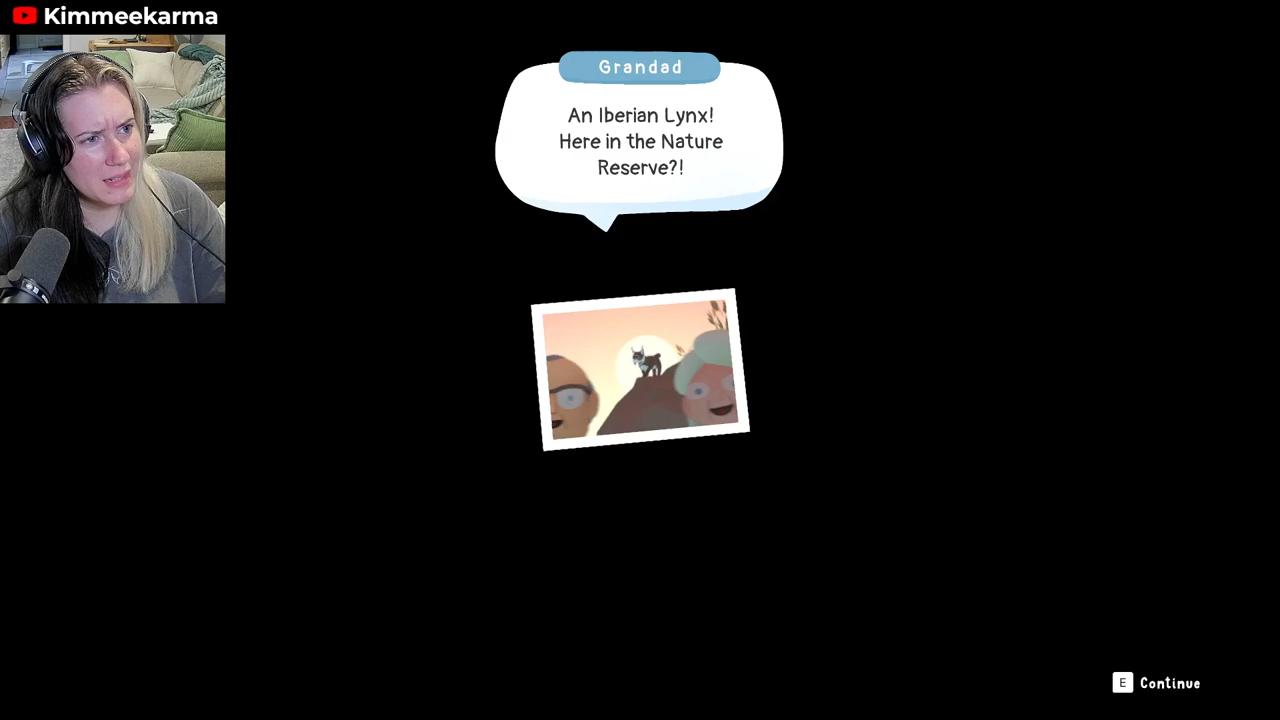 Kimmeekarma
Grandad
An Iberian Lynx!
Here in the Nature
Reserve?!
E Continue